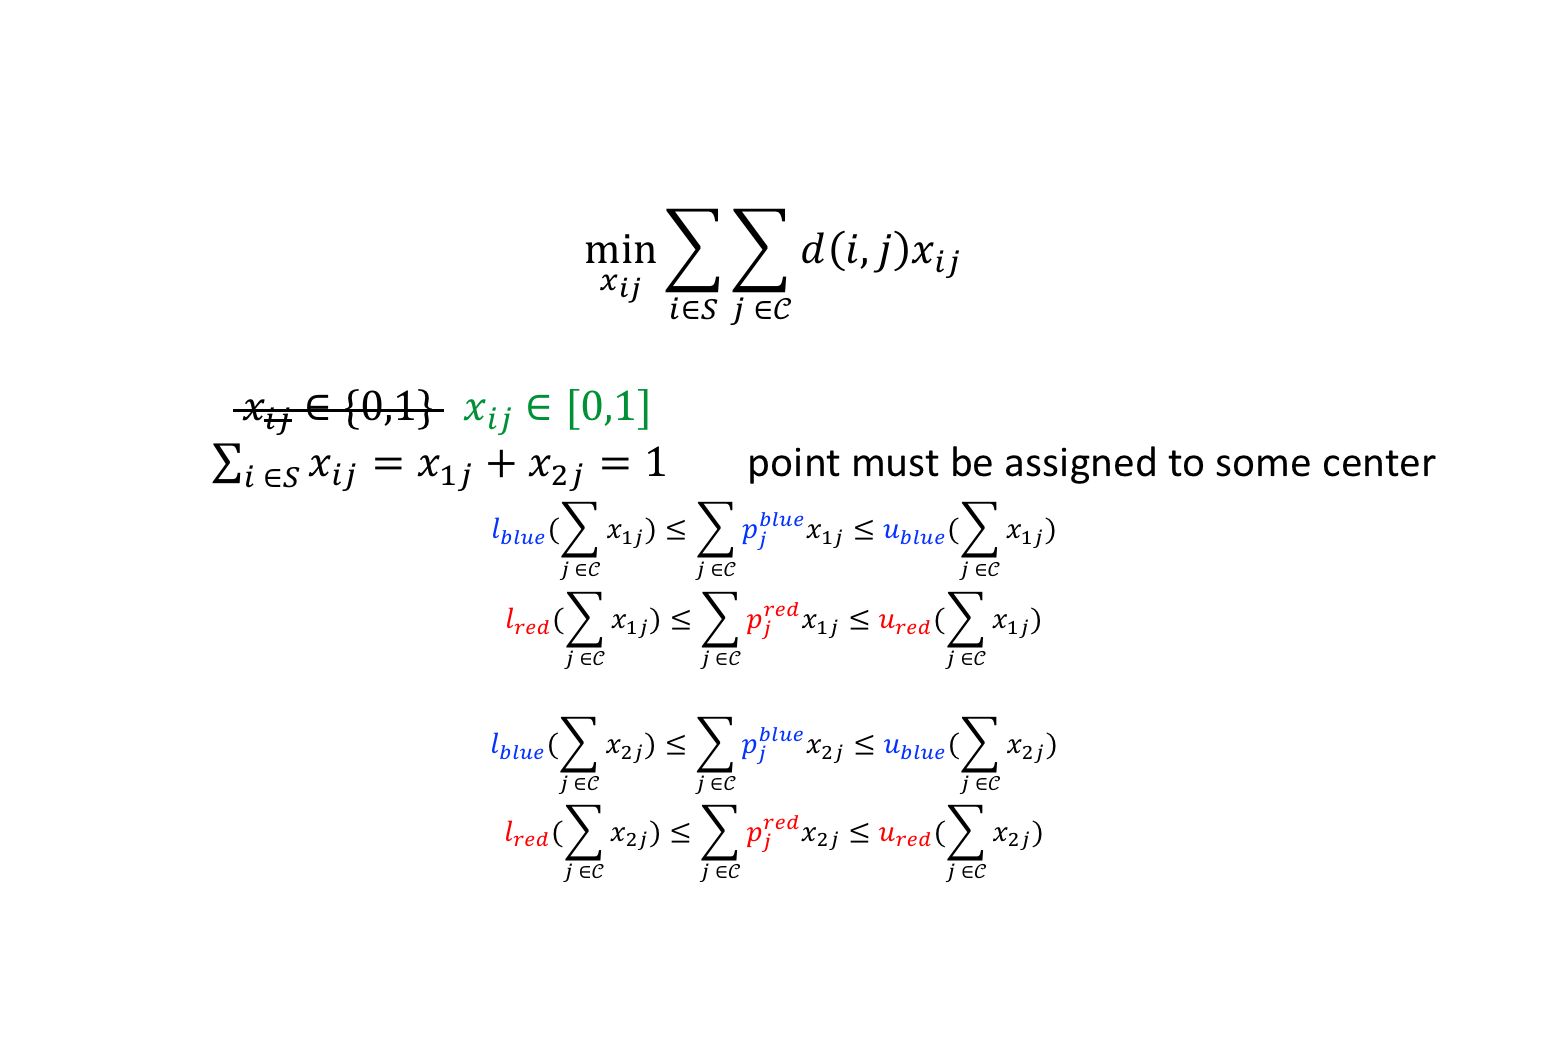 min_{x_{ij}} ∑_{i∈S} ∑_{j ∈𝒞} d(i, j)x_{ij}
~~x_{ij} ∈ {0,1}~~ x_{ij} ∈ [0,1]
∑_{i ∈S} x_{ij} = x_{1j} + x_{2j} = 1 point must be assigned to some center
l_{blue}(∑_{j ∈𝒞} x_{1j}) ≤ ∑_{j ∈𝒞} p_j^{blue} x_{1j} ≤ u_{blue}(∑_{j ∈𝒞} x_{1j})
l_{red}(∑_{j ∈𝒞} x_{1j}) ≤ ∑_{j ∈𝒞} p_j^{red} x_{1j} ≤ u_{red}(∑_{j ∈𝒞} x_{1j})
l_{blue}(∑_{j ∈𝒞} x_{2j}) ≤ ∑_{j ∈𝒞} p_j^{blue} x_{2j} ≤ u_{blue}(∑_{j ∈𝒞} x_{2j})
l_{red}(∑_{j ∈𝒞} x_{2j}) ≤ ∑_{j ∈𝒞} p_j^{red} x_{2j} ≤ u_{red}(∑_{j ∈𝒞} x_{2j})